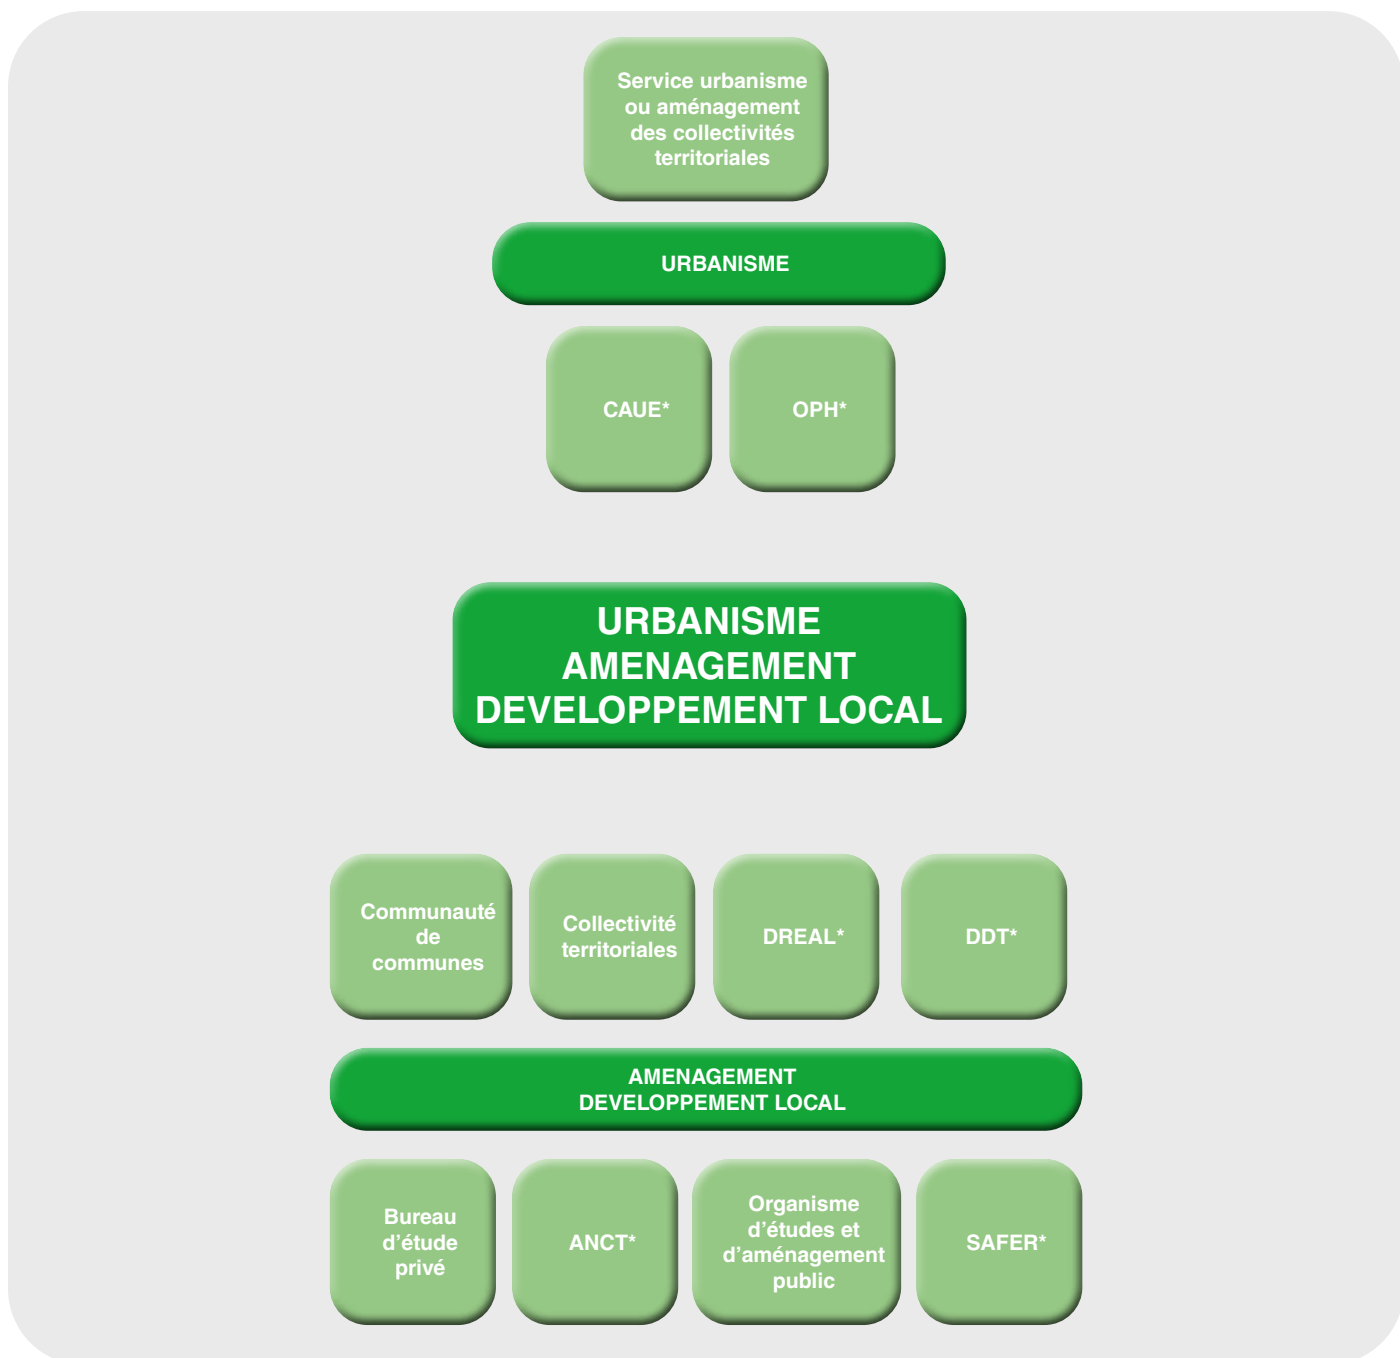 Service urbanisme
ou aménagement
des collectivités
territoriales
URBANISME
CAUE*
OPH*
URBANISME
AMENAGEMENT
DEVELOPPEMENT LOCAL
Communauté
de
communes
Collectivité
territoriales
DREAL*
DDT*
AMENAGEMENT
DEVELOPPEMENT LOCAL
Bureau
d'étude
privé
ANCT*
Organisme
d'études et
d'aménagement
public
SAFER*